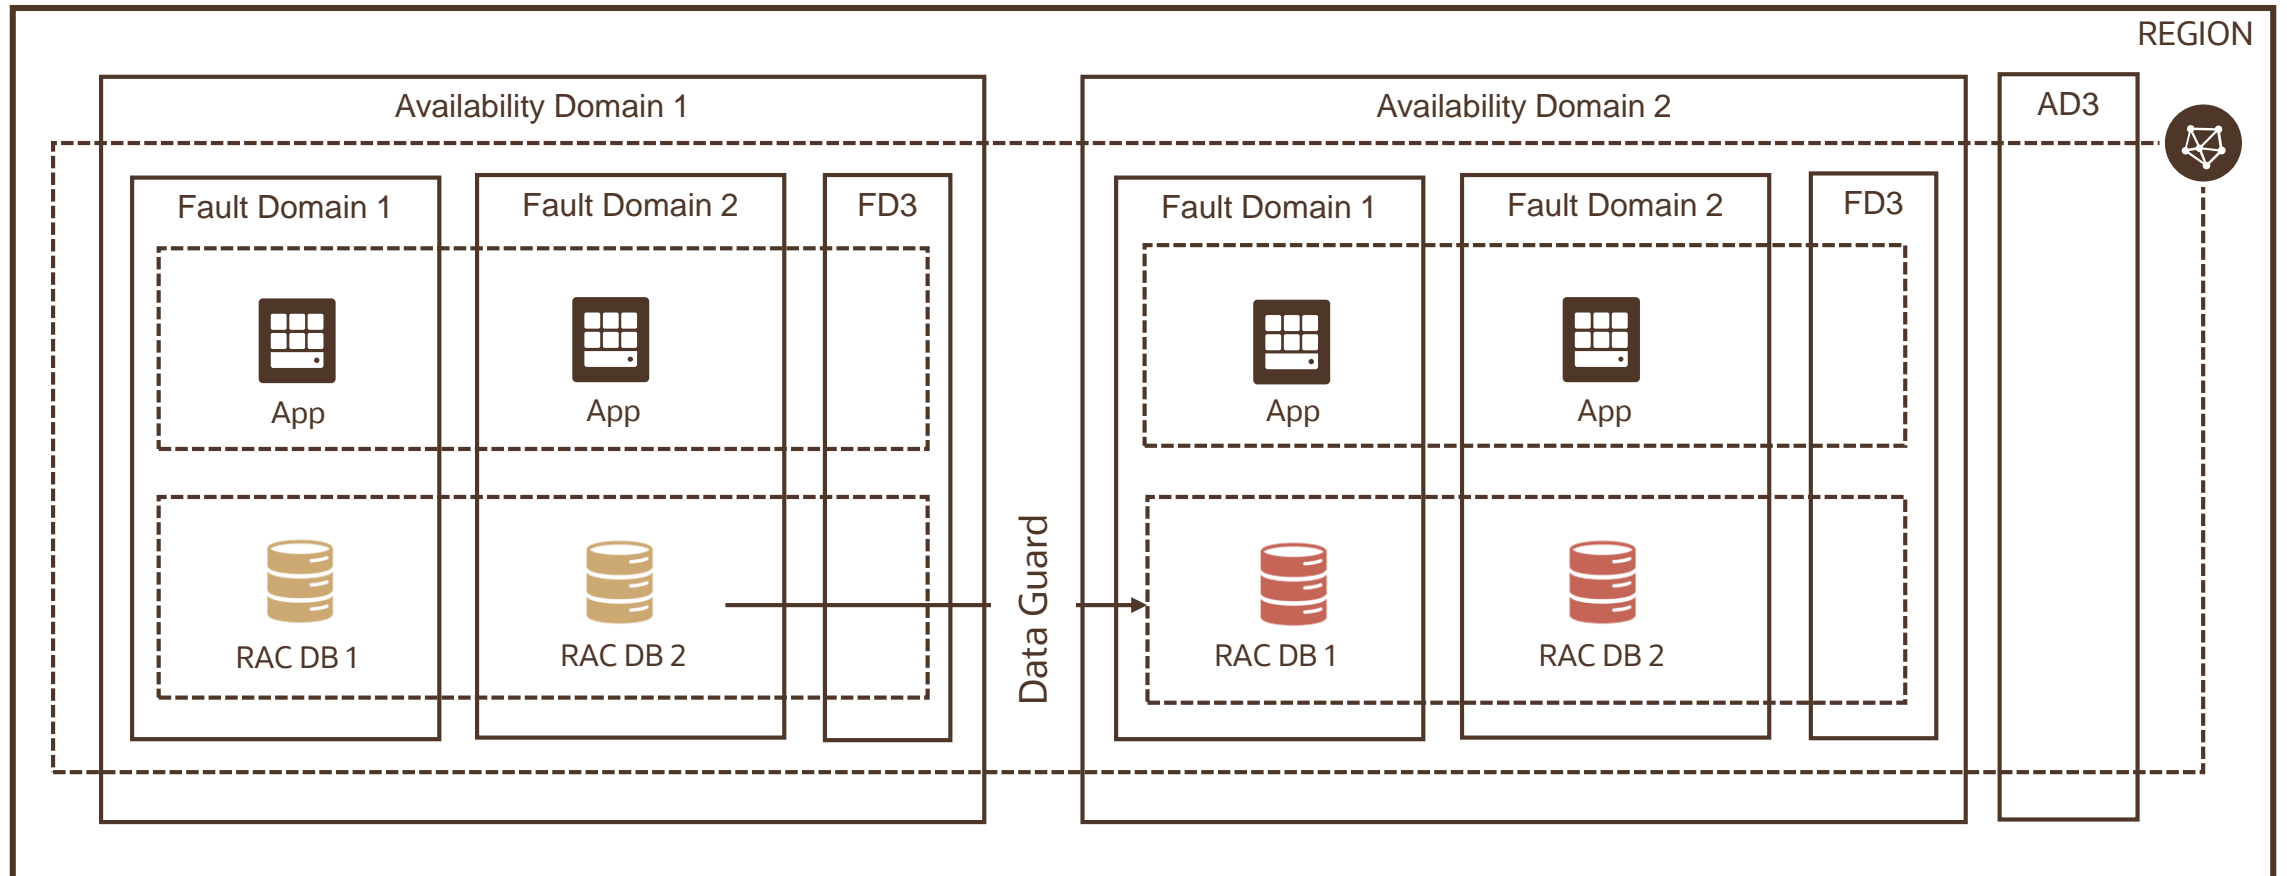 REGION
Availability Domain 1
Availability Domain 2
AD3
Fault Domain 1
Fault Domain 2
FD3
Fault Domain 1
Fault Domain 2
FD3
App
App
App
App
Data Guard
RAC DB 1
RAC DB 2
RAC DB 1
RAC DB 2